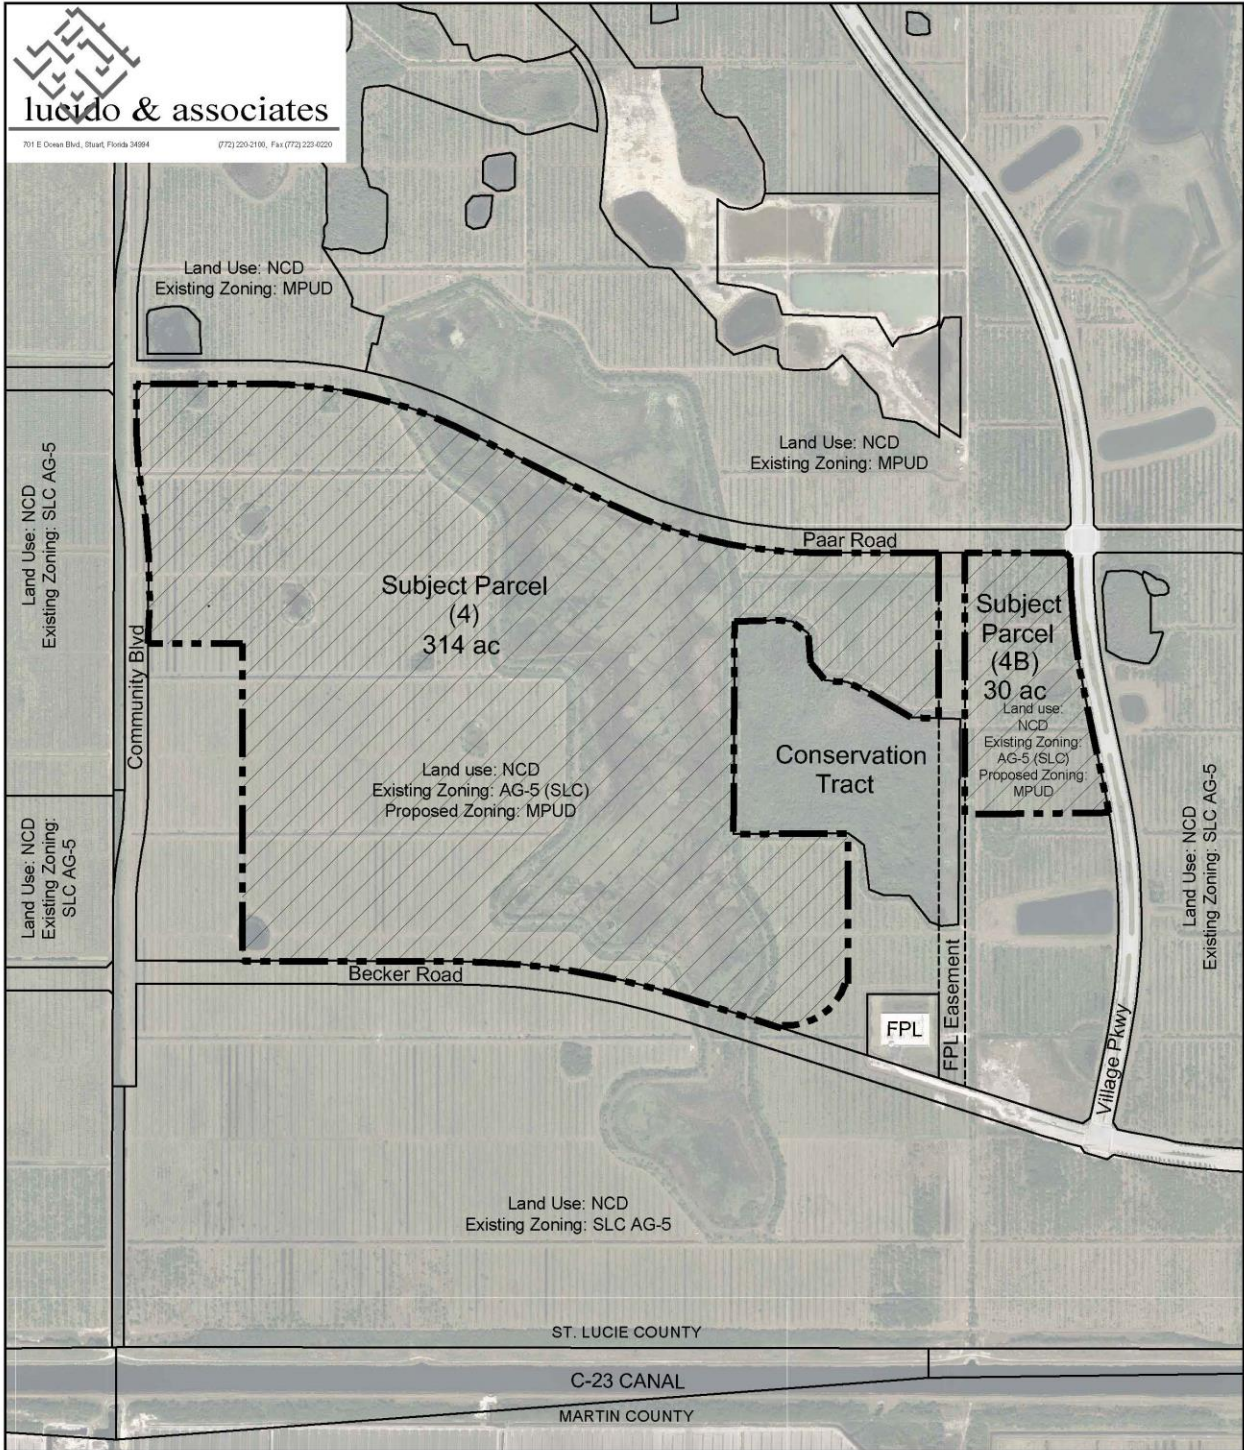 lucido & associates
701 E Ocean Blvd., Stuart, Florida 34994 (772) 220-2100, Fax (772) 223-0220
Land Use: NCD
Existing Zoning: MPUD
Land Use: NCD
Existing Zoning: MPUD
Land Use: NCD
Existing Zoning: SLC AG-5
Paar Road
Subject Parcel
(4)
314 ac
Subject
Parcel
(4B)
30 ac
Land use:
NCD
Existing Zoning:
AG-5 (SLC)
Proposed Zoning:
MPUD
Community Blvd
Conservation
Tract
Land use: NCD
Existing Zoning: AG-5 (SLC)
Proposed Zoning: MPUD
Land Use: NCD
Existing Zoning:
SLC AG-5
Land Use: NCD
Existing Zoning: SLC AG-5
Becker Road
FPL
FPL Easement
Village Pkwy
Land Use: NCD
Existing Zoning: SLC AG-5
ST. LUCIE COUNTY
C-23 CANAL
MARTIN COUNTY